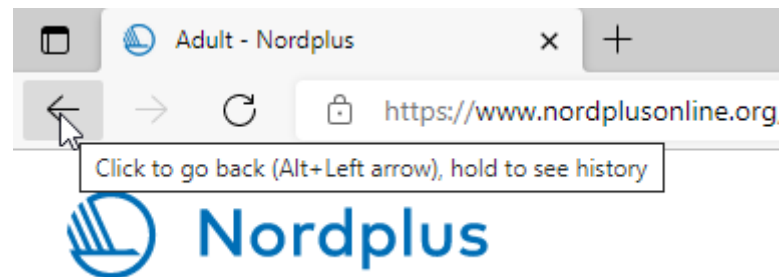 Adult - Nordplus
https://www.nordplusonline.org
Click to go back (Alt+Left arrow), hold to see history
Nordplus